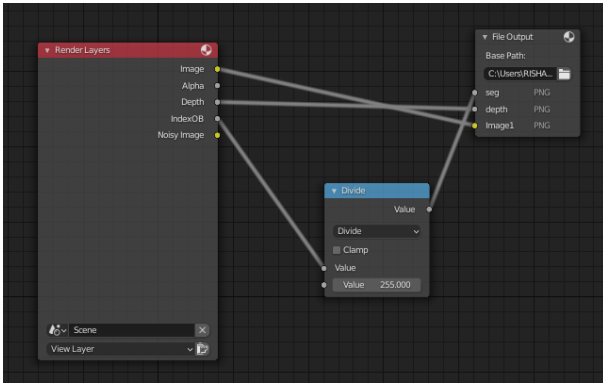 Render Layers
Image
Alpha
Depth
IndexOB
Noisy Image
Scene
View Layer
Divide
Value
Divide
Clamp
Value
Value 255.000
File Output
Base Path:
C:\Users\RISHA...
seg PNG
depth PNG
Image1 PNG